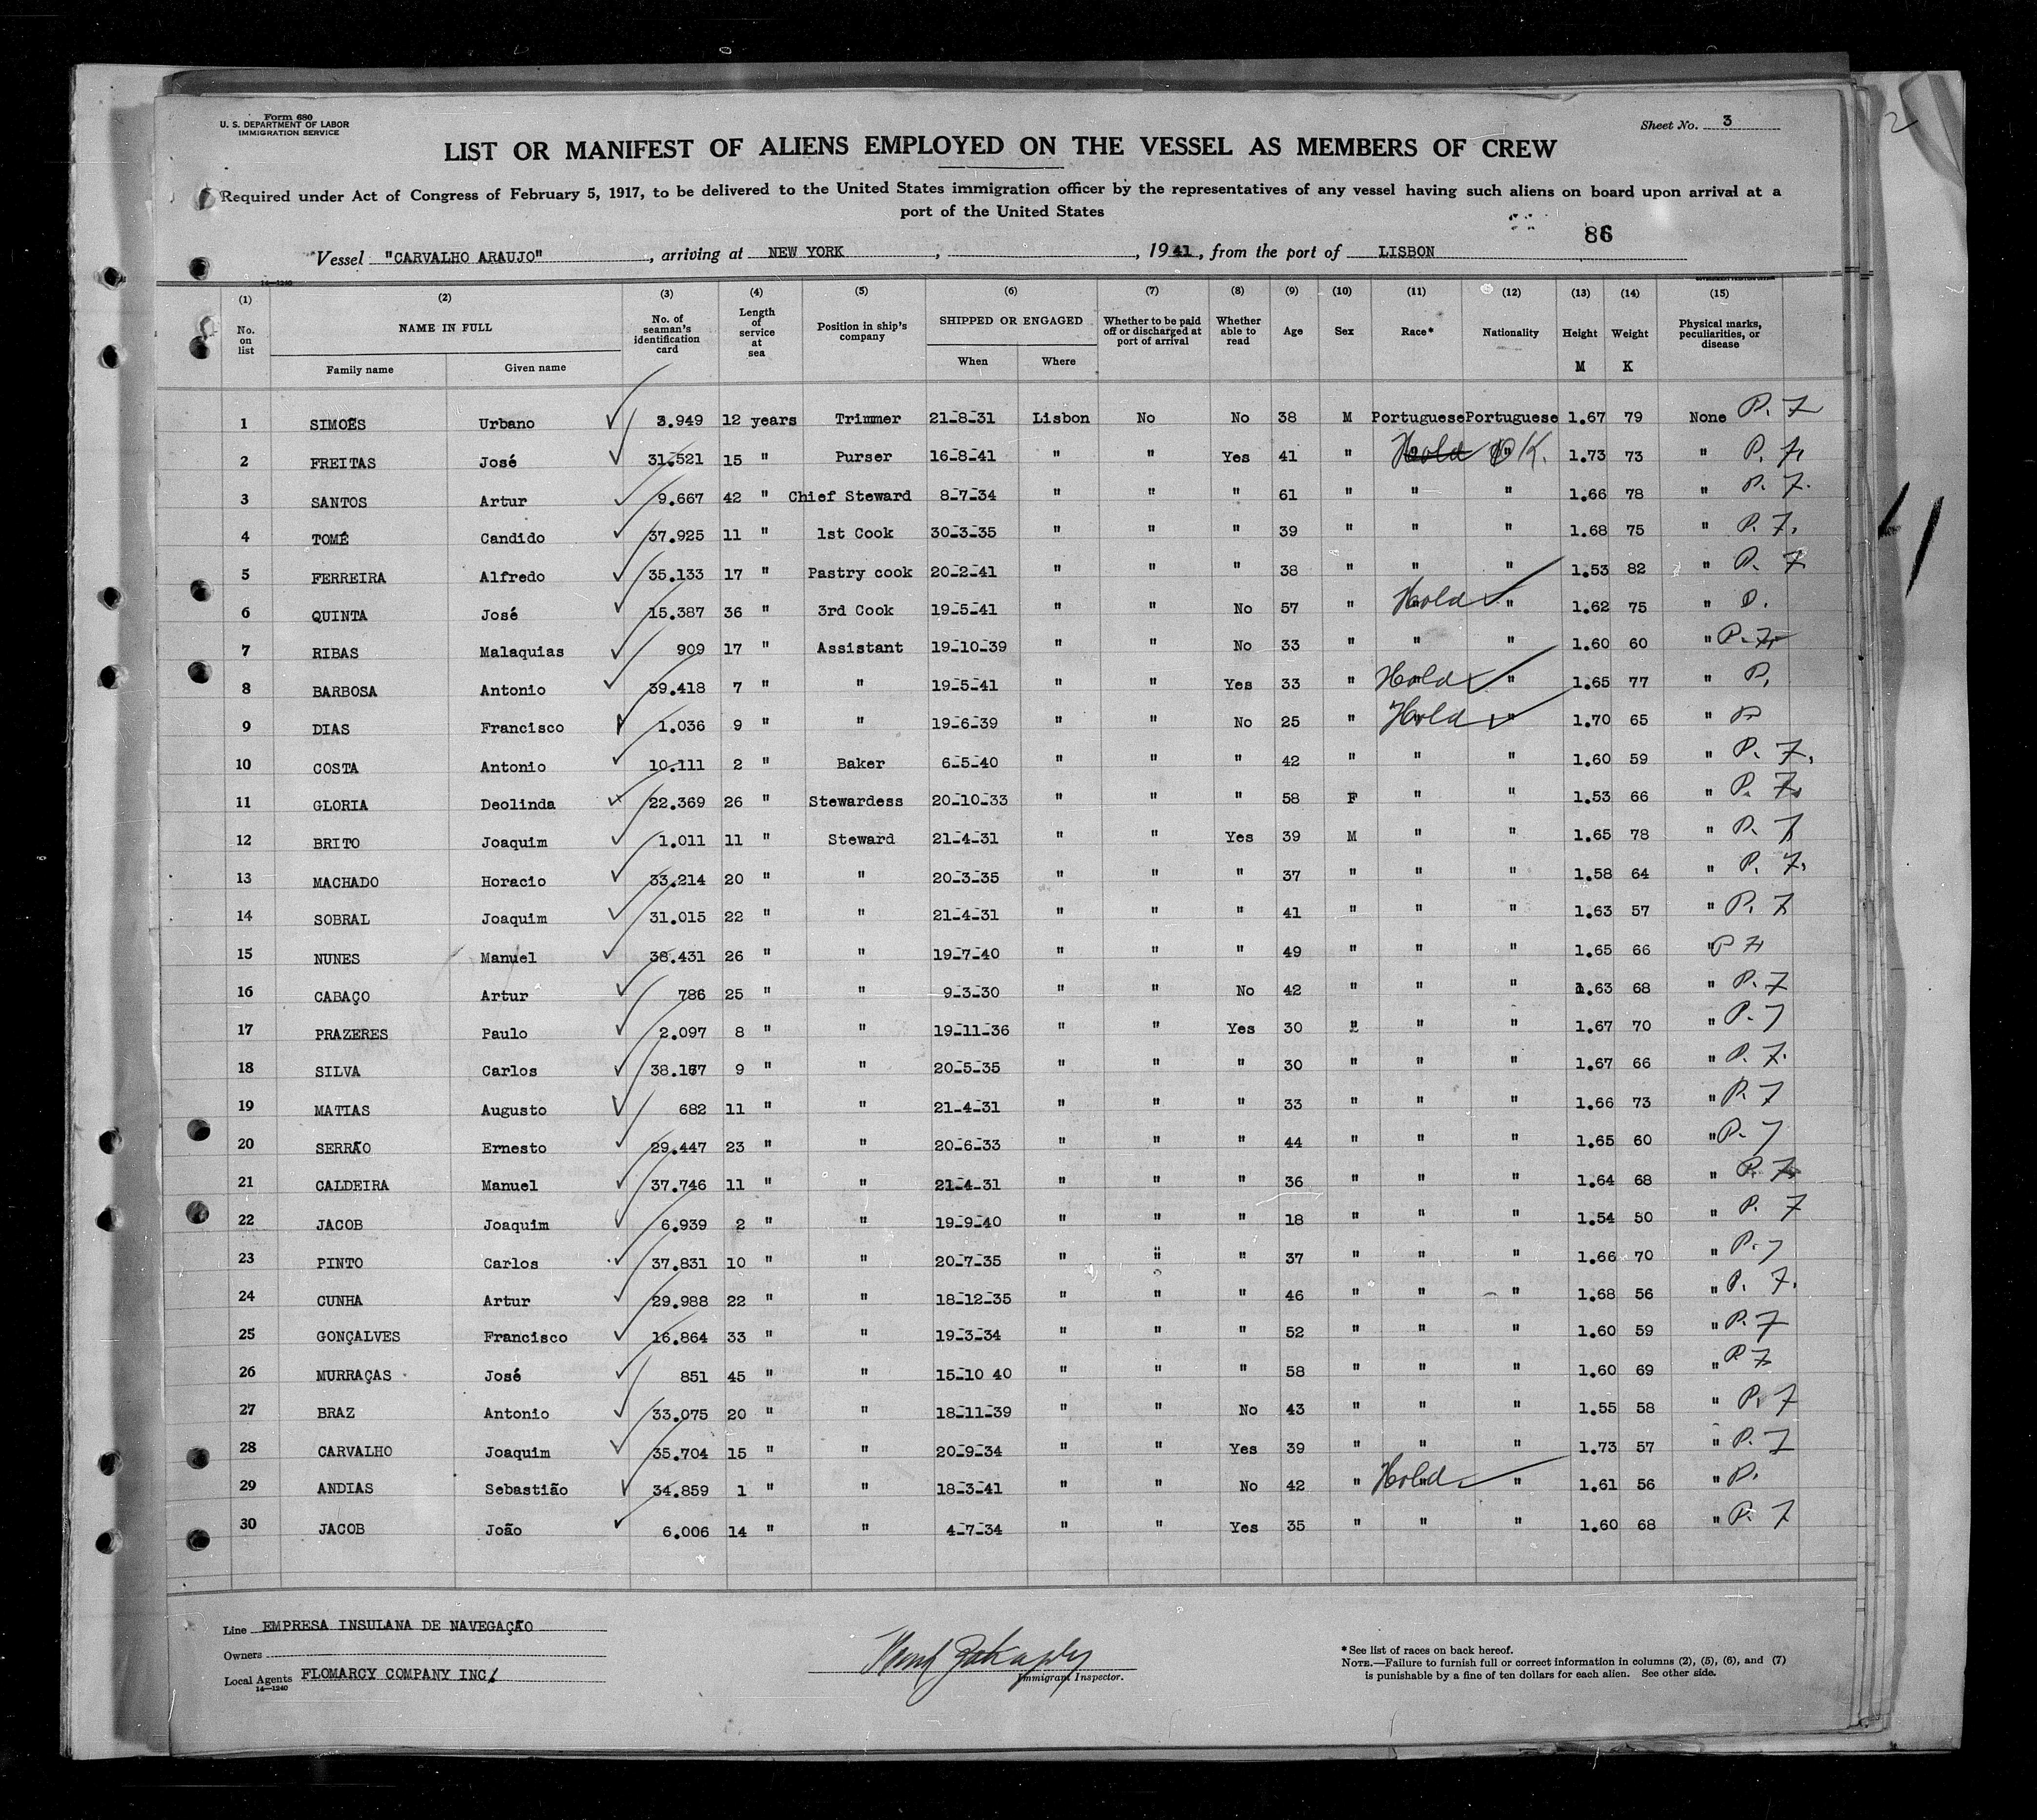 Form 680
U. S. DEPARTMENT OF LABOR
IMMIGRATION SERVICE
Sheet No. 3
2
LIST OR MANIFEST OF ALIENS EMPLOYED ON THE VESSEL AS MEMBERS OF CREW
Required under Act of Congress of February 5, 1917, to be delivered to the United States immigration officer by the representatives of any vessel having such aliens on board upon arrival at a
port of the United States
86
Vessel "CARVALHO ARAUJO", arriving at NEW YORK, , 1941, from the port of LISBON
14—1240
(1) (2) (3) (4) (5) (6) (7) (8) (9) (10) (11) (12) (13) (14) (15)
No. on list NAME IN FULL Family name Given name No. of seaman's identification card Length of service at sea Position in ship's company SHIPPED OR ENGAGED When Where Whether to be paid off or discharged at port of arrival Whether able to read Age Sex Race* Nationality Height M Weight K Physical marks, peculiarities, or disease
1 SIMOẼS Urbano 3.949 12 years Trimmer 21-8-31 Lisbon No No 38 M Portuguese Portuguese 1.67 79 None P. F
2 FREITAS José 31.521 15 " Purser 16-8-41 " " Yes 41 " Hold OK. 1.73 73 " P. F.
3 SANTOS Artur 9.667 42 " Chief Steward 8-7-34 " " " 61 " " " 1.66 78 " P. F.
4 TOMÉ Candido 37.925 11 " 1st Cook 30-3-35 " " " 39 " " " 1.68 75 " P. F.
5 FERREIRA Alfredo 35.133 17 " Pastry cook 20-2-41 " " " 38 " " " 1.53 82 " P. F
6 QUINTA José 15.387 36 " 3rd Cook 19-5-41 " " No 57 " Hold " 1.62 75 " P.
7 RIBAS Malaquias 909 17 " Assistant 19-10-39 " " No 33 " " " 1.60 60 " P. F.
8 BARBOSA Antonio 39.418 7 " " 19-5-41 " " Yes 33 " Hold " 1.65 77 " P.
9 DIAS Francisco 1.036 9 " " 19-6-39 " " No 25 " Hold " 1.70 65 " P
10 COSTA Antonio 10.111 2 " Baker 6-5-40 " " " 42 " " " 1.60 59 " P. F.
11 GLORIA Deolinda 22.369 26 " Stewardess 20-10-33 " " " 58 F " " 1.53 66 " P. F.
12 BRITO Joaquim 1.011 11 " Steward 21-4-31 " " Yes 39 M " " 1.65 78 " P. F
13 MACHADO Horacio 33.214 20 " " 20-3-35 " " " 37 " " " 1.58 64 " P. F.
14 SOBRAL Joaquim 31.015 22 " " 21-4-31 " " " 41 " " " 1.63 57 " P. F
15 NUNES Manuel 38.431 26 " " 19-7-40 " " " 49 " " " 1.65 66 " P F
16 CABAÇO Artur 786 25 " " 9-3-30 " " No 42 " " " 1.63 68 " P. F
17 PRAZERES Paulo 2.097 8 " " 19-11-36 " " Yes 30 " " " 1.67 70 " P. F
18 SILVA Carlos 38.167 9 " " 20-5-35 " " " 30 " " " 1.67 66 " P. F.
19 MATIAS Augusto 682 11 " " 21-4-31 " " " 33 " " " 1.66 73 " P. F
20 SERRÃO Ernesto 29.447 23 " " 20-6-33 " " " 44 " " " 1.65 60 " P. F
21 CALDEIRA Manuel 37.746 11 " " 21-4-31 " " " 36 " " " 1.64 68 " P. F.
22 JACOB Joaquim 6.939 2 " " 19-9-40 " " " 18 " " " 1.54 50 " P. F
23 PINTO Carlos 37.831 10 " " 20-7-35 " " " 37 " " " 1.66 70 " P. F
24 CUNHA Artur 29.988 22 " " 18-12-35 " " " 46 " " " 1.68 56 " P. F.
25 GONÇALVES Francisco 16.864 33 " " 19-3-34 " " " 52 " " " 1.60 59 " P. F
26 MURRAÇAS José 851 45 " " 15-10 40 " " " 58 " " " 1.60 69 " P F
27 BRAZ Antonio 33.075 20 " " 18-11-39 " " No 43 " " " 1.55 58 " P. F
28 CARVALHO Joaquim 35.704 15 " " 20-9-34 " " Yes 39 " " " 1.73 57 " P. F
29 ANDIAS Sebastião 34.859 1 " " 18-3-41 " " No 42 " Hold " 1.61 56 " P.
30 JACOB João 6.006 14 " " 4-7-34 " " Yes 35 " " " 1.60 68 " P. F
Line EMPRESA INSULANA DE NAVEGAÇÃO
Owners
Local Agents FLOMARCY COMPANY INC.
14—1240
Immigrant Inspector.
*See list of races on back hereof.
NOTE.—Failure to furnish full or correct information in columns (2), (5), (6), and (7)
is punishable by a fine of ten dollars for each alien. See other side.